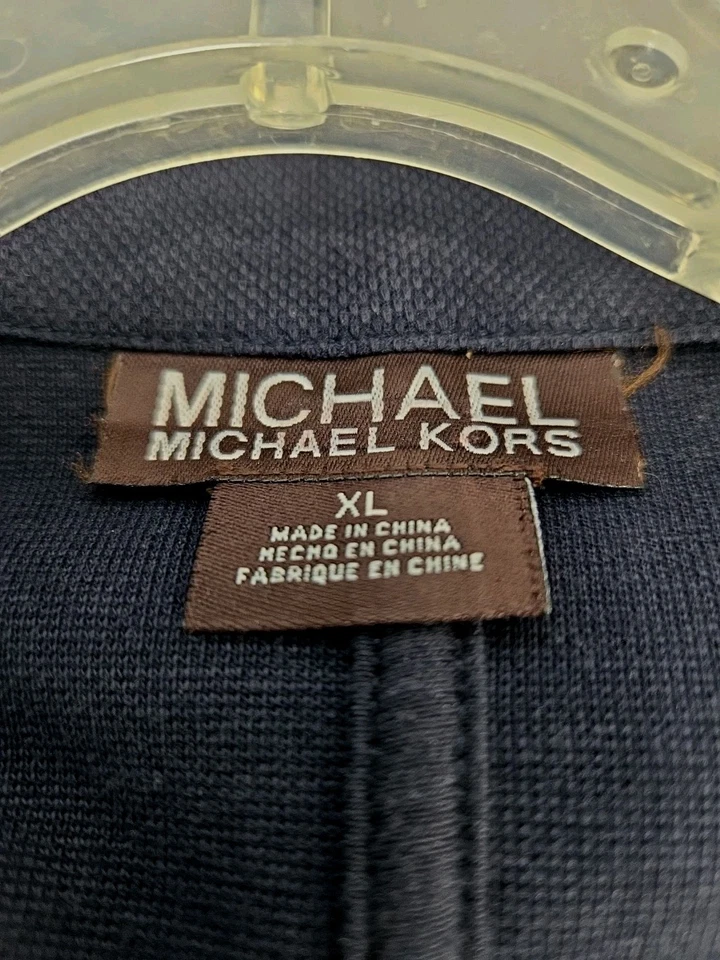 MICHAEL
MICHAEL KORS
XL
MADE IN CHINA
HECHO EN CHINA
FABRIQUE EN CHINE